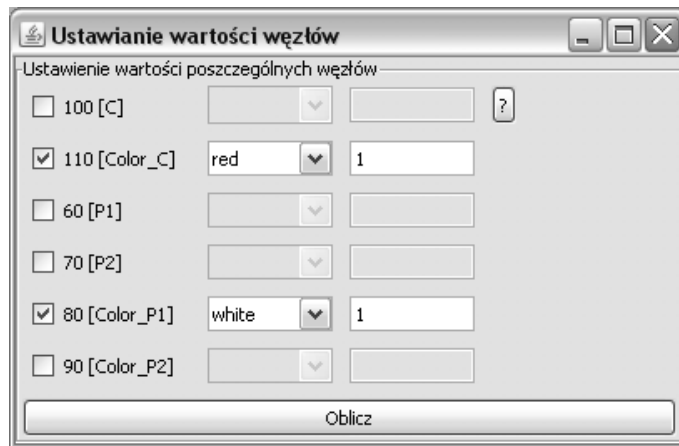 Ustawianie wartości węzłów
Ustawienie wartości poszczególnych węzłów
100 [C] ?
110 [Color_C] red 1
60 [P1]
70 [P2]
80 [Color_P1] white 1
90 [Color_P2]
Oblicz